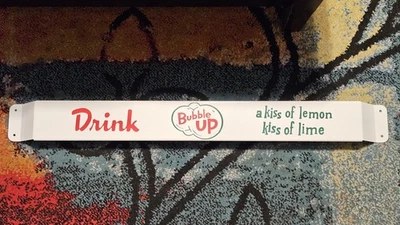 Drink
Bubble
UP
a kiss of lemon
kiss of lime